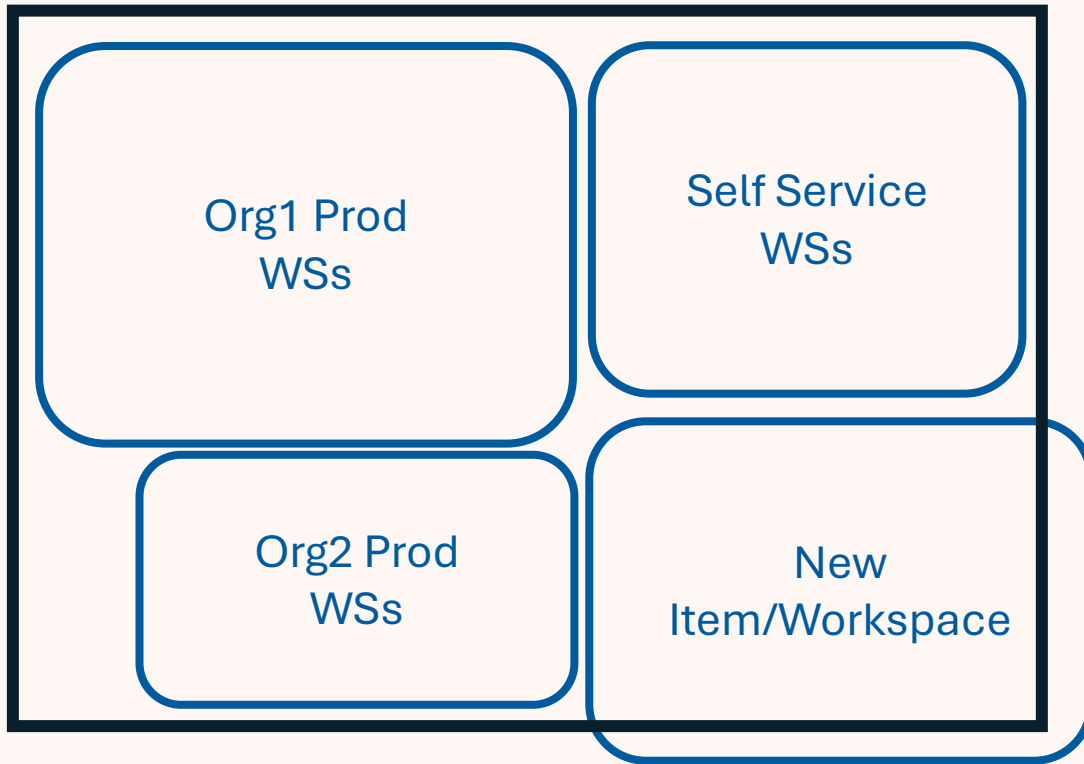 Org1 Prod
WSs
Self Service
WSs
Org2 Prod
WSs
New
Item/Workspace